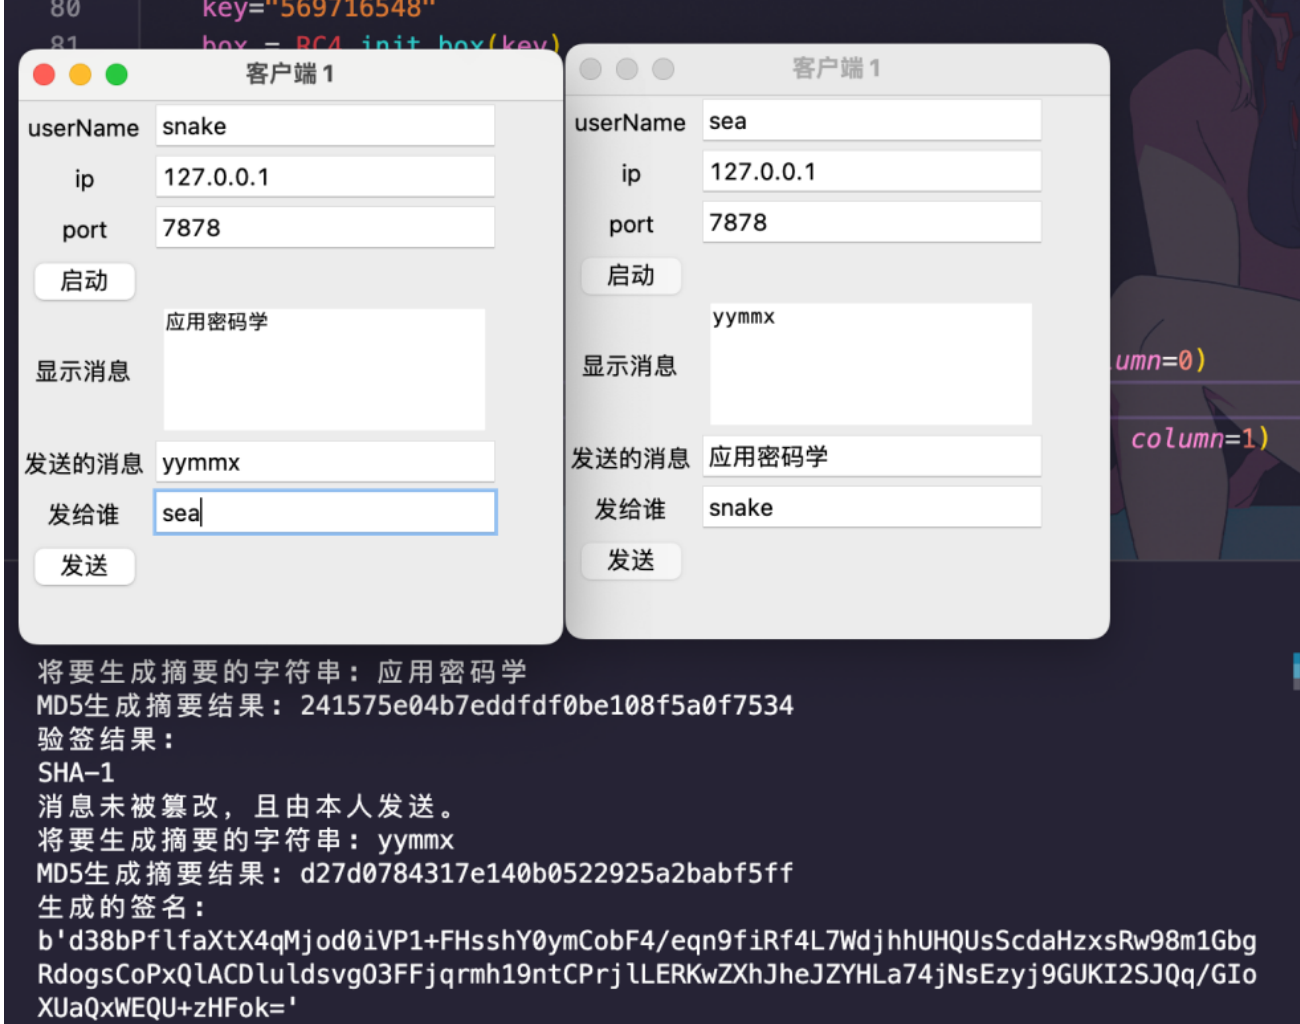 80 key="569716548"
81 box = RC4.init_box(key)
客户端 1
userName snake
ip 127.0.0.1
port 7878
启动
显示消息 应用密码学
发送的消息 yymmx
发给谁 sea
发送
客户端 1
userName sea
ip 127.0.0.1
port 7878
启动
显示消息 yymmx
发送的消息 应用密码学
发给谁 snake
发送
umn=0)
column=1)
将要生成摘要的字符串: 应用密码学
MD5生成摘要结果: 241575e04b7eddfdf0be108f5a0f7534
验签结果:
SHA-1
消息未被篡改, 且由本人发送。
将要生成摘要的字符串: yymmx
MD5生成摘要结果: d27d0784317e140b0522925a2babf5ff
生成的签名:
b'd38bPflfaXtX4qMjod0iVP1+FHsshY0ymCobF4/eqn9fiRf4L7WdjhhUHQUsScdaHzxsRw98m1Gbg
RdogsCoPxQlACDluldsvgO3FFjqrmh19ntCPrjlLERKwZXhJheJZYHLa74jNsEzyj9GUKI2SJQq/GIo
XUaQxWEQU+zHFok='